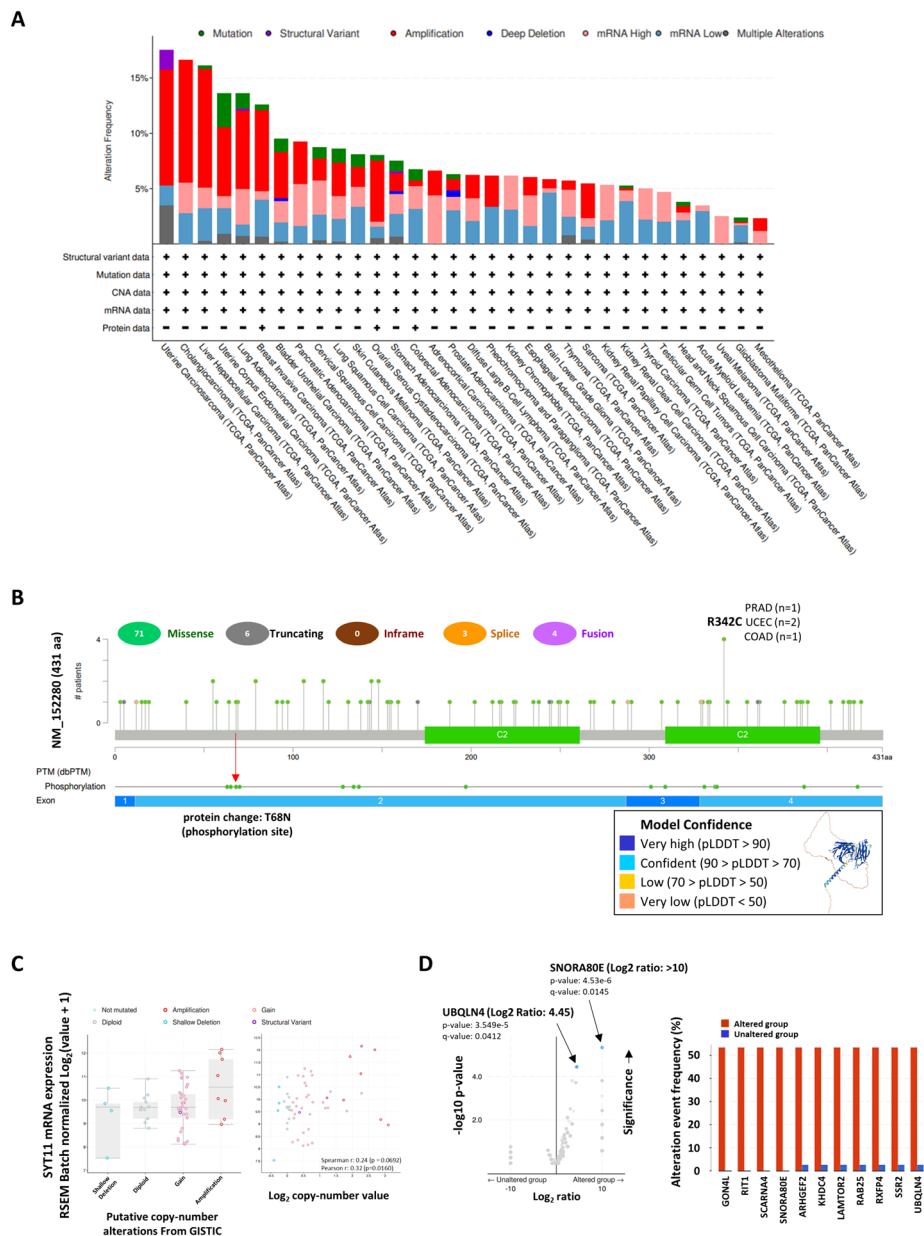 A
Mutation
Structural Variant
Amplification
Deep Deletion
mRNA High
mRNA Low
Multiple Alterations
Alteration Frequency
15%
10%
5%
Structural variant data
Mutation data
CNA data
mRNA data
Protein data
Uterine Carcinosarcoma (TCGA, PanCancer Atlas)
Cholangiocarcinoma (TCGA, PanCancer Atlas)
Liver Hepatocellular Carcinoma (TCGA, PanCancer Atlas)
Uterine Corpus Endometrial Carcinoma (TCGA, PanCancer Atlas)
Lung Adenocarcinoma (TCGA, PanCancer Atlas)
Breast Invasive Carcinoma (TCGA, PanCancer Atlas)
Bladder Urothelial Carcinoma (TCGA, PanCancer Atlas)
Pancreatic Adenocarcinoma (TCGA, PanCancer Atlas)
Cervical Squamous Cell Carcinoma (TCGA, PanCancer Atlas)
Lung Squamous Cell Carcinoma (TCGA, PanCancer Atlas)
Skin Cutaneous Melanoma (TCGA, PanCancer Atlas)
Ovarian Serous Cystadenocarcinoma (TCGA, PanCancer Atlas)
Stomach Adenocarcinoma (TCGA, PanCancer Atlas)
Colorectal Adenocarcinoma (TCGA, PanCancer Atlas)
Adrenocortical Carcinoma (TCGA, PanCancer Atlas)
Prostate Adenocarcinoma (TCGA, PanCancer Atlas)
Diffuse Large B-Cell Lymphoma (TCGA, PanCancer Atlas)
Pheochromocytoma and Paraganglioma (TCGA, PanCancer Atlas)
Kidney Chromophobe (TCGA, PanCancer Atlas)
Esophageal Adenocarcinoma (TCGA, PanCancer Atlas)
Brain Lower Grade Glioma (TCGA, PanCancer Atlas)
Thymoma (TCGA, PanCancer Atlas)
Sarcoma (TCGA, PanCancer Atlas)
Kidney Renal Papillary Cell Carcinoma (TCGA, PanCancer Atlas)
Kidney Renal Clear Cell Carcinoma (TCGA, PanCancer Atlas)
Thyroid Carcinoma (TCGA, PanCancer Atlas)
Testicular Germ Cell Tumors (TCGA, PanCancer Atlas)
Head and Neck Squamous Cell Carcinoma (TCGA, PanCancer Atlas)
Acute Myeloid Leukemia (TCGA, PanCancer Atlas)
Uveal Melanoma (TCGA, PanCancer Atlas)
Glioblastoma Multiforme (TCGA, PanCancer Atlas)
Mesothelioma (TCGA, PanCancer Atlas)
B
71 Missense
6 Truncating
0 Inframe
3 Splice
4 Fusion
PRAD (n=1)
R342C UCEC (n=2)
COAD (n=1)
NM_152280 (431 aa)
# patients
4
2
0
C2
C2
0
100
200
300
431aa
PTM (dbPTM)
Phosphorylation
Exon
1
2
3
4
protein change: T68N
(phosphorylation site)
Model Confidence
Very high (pLDDT > 90)
Confident (90 > pLDDT > 70)
Low (70 > pLDDT > 50)
Very low (pLDDT < 50)
C
SYT11 mRNA expression
RSEM Batch normalized Log2(value + 1)
Not mutated
Amplification
Gain
Diploid
Shallow Deletion
Structural Variant
12
11
10
9
8
7
Shallow Deletion
Diploid
Gain
Amplification
Putative copy-number
alterations From GISTIC
Spearman r: 0.24 (p = 0.0692)
Pearson r: 0.32 (p=0.0160)
0
1
2
3
Log2 copy-number value
D
SNORA80E (Log2 ratio: >10)
p-value: 4.53e-6
q-value: 0.0145
UBQLN4 (Log2 Ratio: 4.45)
p-value: 3.549e-5
q-value: 0.0412
-log10 p-value
4.0
2.0
Significance
← Unaltered group
Altered group →
-10
0
10
Log2 ratio
Altered group
Unaltered group
Alteration event frequency (%)
50
40
30
20
10
0
GON4L
RIT1
SCARNA4
SNORA80E
ARHGEF2
KHDC4
LAMTOR2
RAB25
RXFP4
SSR2
UBQLN4